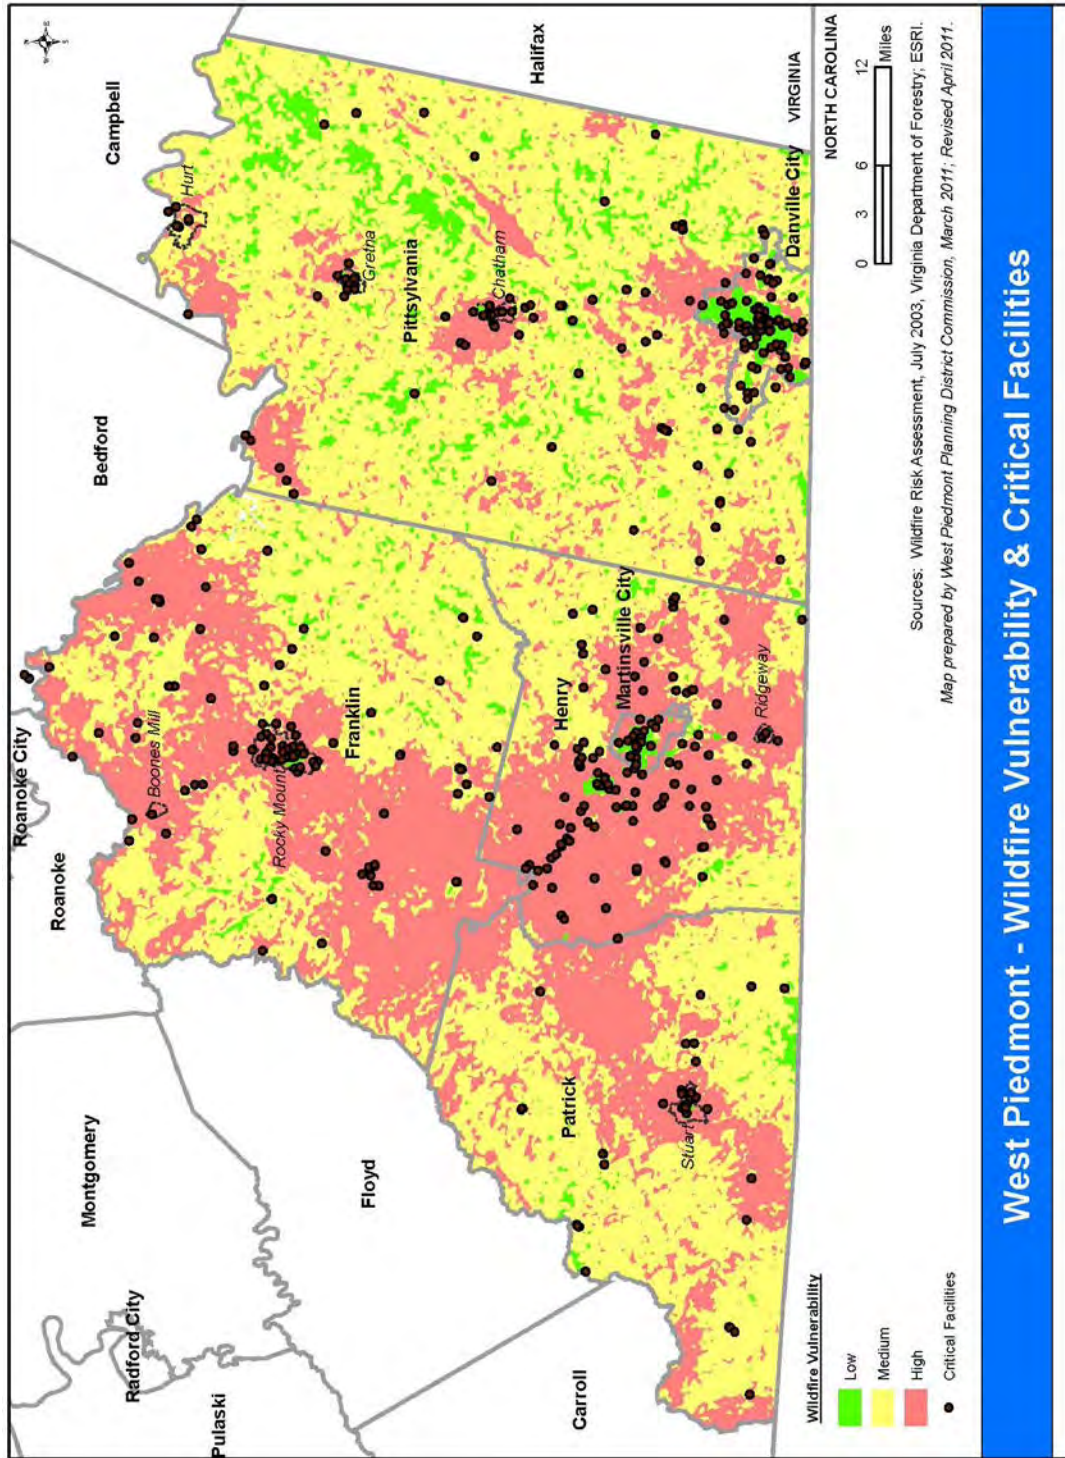 Roanoke City
Roanoke
Montgomery
Radford City
Pulaski
Floyd
Carroll
Bedford
Campbell
Halifax
Boones Mill
Rocky Mount
Franklin
Hurt
Gretna
Pittsylvania
Chatham
Henry
Martinsville City
Ridgeway
Patrick
Stuart
Danville City
VIRGINIA
NORTH CAROLINA
Wildfire Vulnerability
Low
Medium
High
Critical Facilities
0 3 6 12
Miles
Sources: Wildfire Risk Assessment, July 2003, Virginia Department of Forestry; ESRI.
Map prepared by West Piedmont Planning District Commission, March 2011; Revised April 2011.
West Piedmont - Wildfire Vulnerability & Critical Facilities